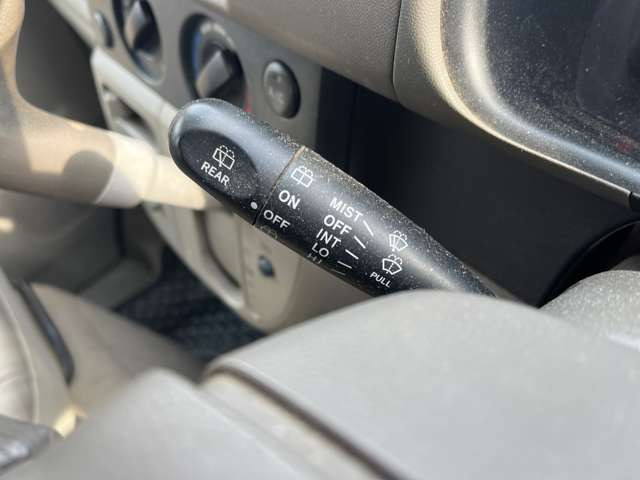 REAR
ON
OFF
MIST
OFF
INT
LO
HI
PULL